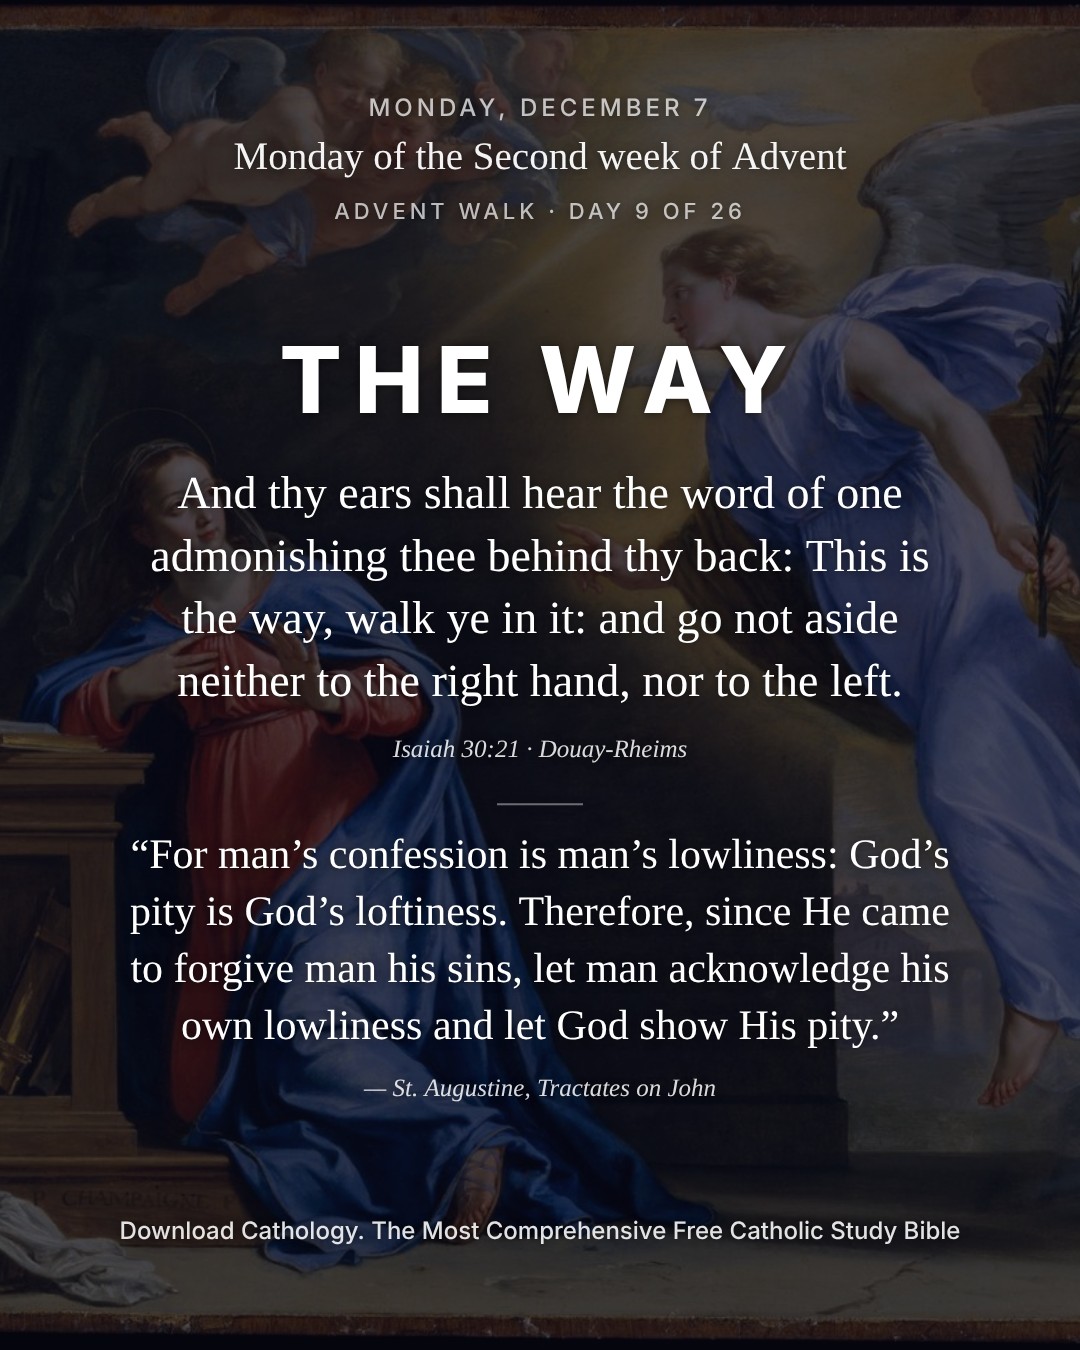 MONDAY, DECEMBER 7
Monday of the Second week of Advent
ADVENT WALK · DAY 9 OF 26
THE WAY
And thy ears shall hear the word of one
admonishing thee behind thy back: This is
the way, walk ye in it: and go not aside
neither to the right hand, nor to the left.
Isaiah 30:21 · Douay-Rheims
“For man’s confession is man’s lowliness: God’s
pity is God’s loftiness. Therefore, since He came
to forgive man his sins, let man acknowledge his
own lowliness and let God show His pity.”
— St. Augustine, Tractates on John
P. CHAMPAIGNE
Download Cathology. The Most Comprehensive Free Catholic Study Bible